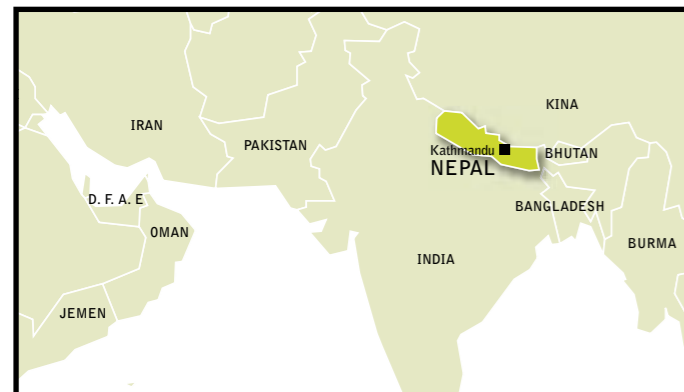 KINA
IRAN
PAKISTAN
Kathmandu
BHUTAN
NEPAL
D. F. A. E
BANGLADESH
OMAN
BURMA
INDIA
JEMEN